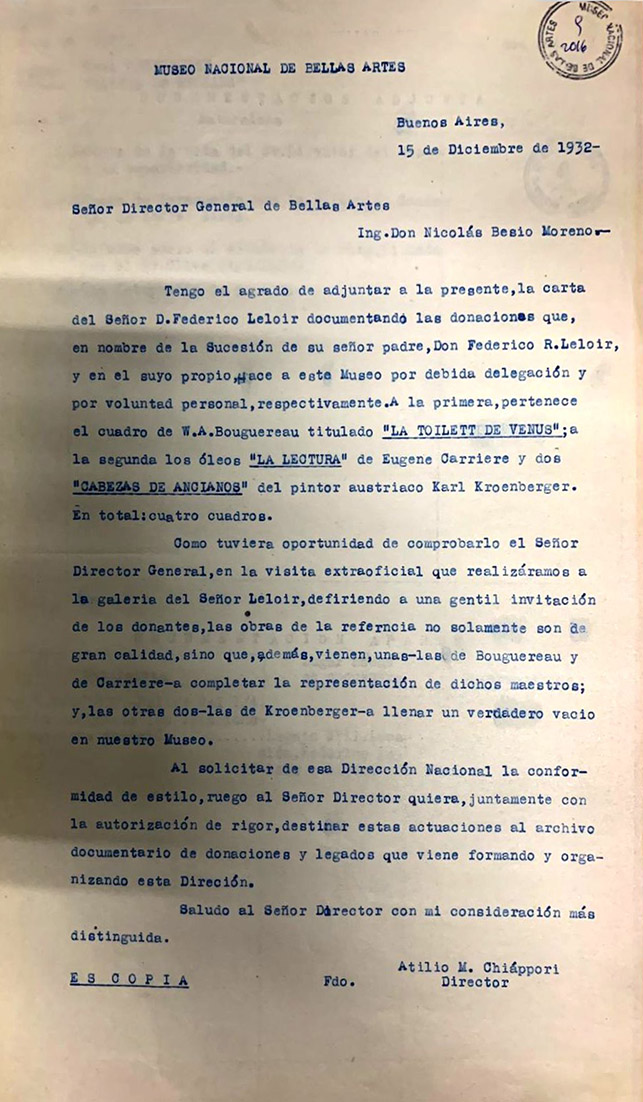 MUSEO NACIONAL DE BELLAS ARTES
9
2016
Buenos Aires,
15 de Diciembre de 1932-
Señor Director General de Bellas Artes
Ing.Don Nicolás Besio Moreno-
Tengo el agrado de adjuntar a la presente,la carta
del Señor D.Federico Leloir documentando las donaciones que,
en nombre de la Sucesión de su señor padre,Don Federico R.Leloir,
y en el suyo propio,hace a este Museo por debida delegación y
por voluntad personal,respectivamente.A la primera,pertenece
el cuadro de W.A.Bouguereau titulado "LA TOILETT DE VENUS";a
la segunda los óleos "LA LECTURA" de Eugene Carriere y dos
"CABEZAS DE ANCIANOS" del pintor austriaco Karl Kroenberger.
En total:cuatro cuadros.
Como tuviera oportunidad de comprobarlo el Señor
Director General,en la visita extraoficial que realizáramos a
la galeria del Señor Leloir,defiriendo a una gentil invitación
de los donantes,las obras de la referncia no solamente son de
gran calidad,sino que,además,vienen,unas-las de Bouguereau y
de Carriere-a completar la representación de dichos maestros;
y,las otras dos-las de Kroenberger-a llenar un verdadero vacio
en nuestro Museo.
Al solicitar de esa Dirección Nacional la confor-
midad de estilo,ruego al Señor Director quiera,juntamente con
la autorización de rigor,destinar estas actuaciones al archivo
documentario de donaciones y legados que viene formando y orga-
nizando esta Direción.
Saludo al Señor Director con mi consideración más
distinguida.
Atilio M. Chiáppori
ES COPIA Fdo. Director